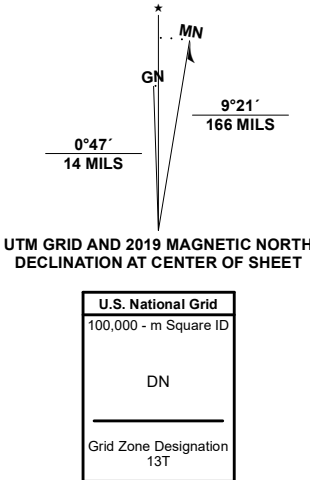 ★
MN
GN
9°21´
166 MILS
0°47´
14 MILS
UTM GRID AND 2019 MAGNETIC NORTH
DECLINATION AT CENTER OF SHEET
U.S. National Grid
100,000 - m Square ID
DN
Grid Zone Designation
13T